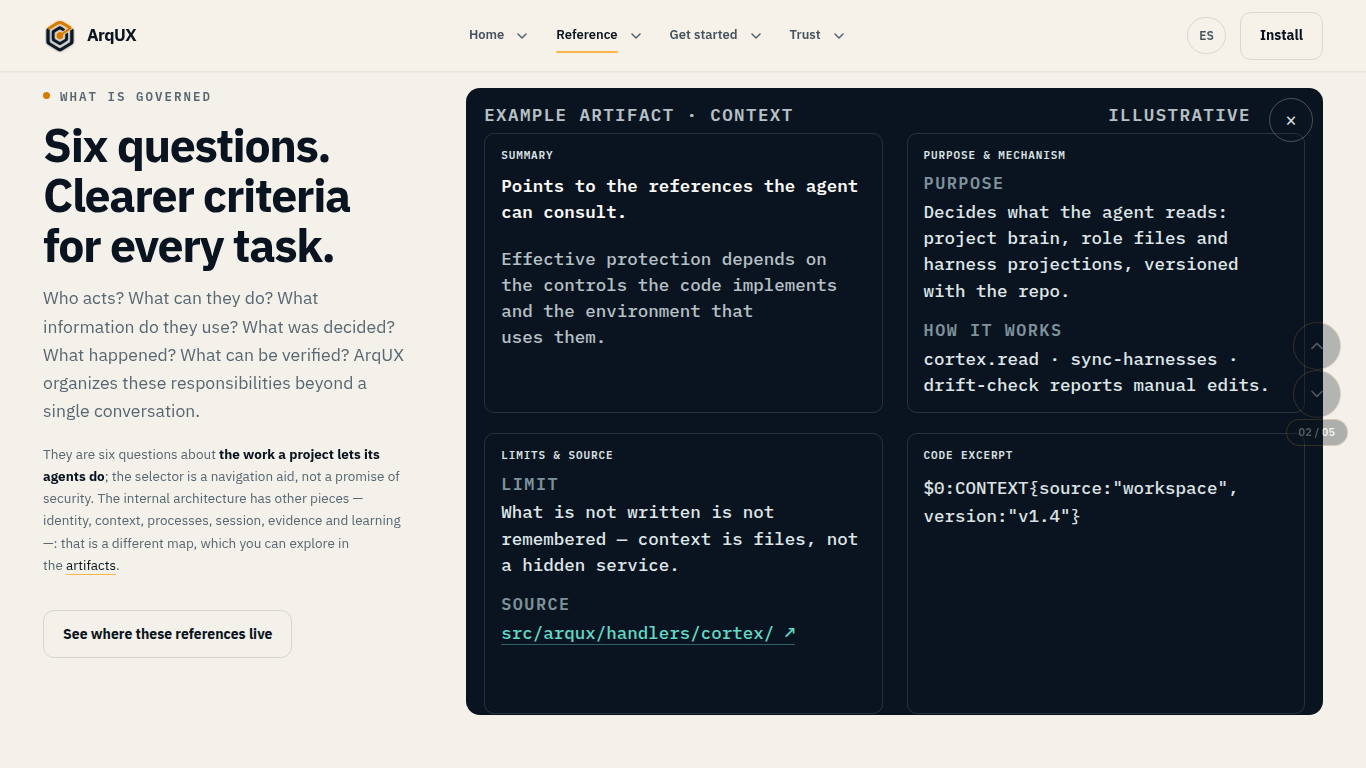 ArqUX
Home
Reference
Get started
Trust
ES
Install
WHAT IS GOVERNED
Six questions.
Clearer criteria
for every task.
Who acts? What can they do? What
information do they use? What was decided?
What happened? What can be verified? ArqUX
organizes these responsibilities beyond a
single conversation.
They are six questions about the work a project lets its
agents do; the selector is a navigation aid, not a promise of
security. The internal architecture has other pieces —
identity, context, processes, session, evidence and learning
—: that is a different map, which you can explore in
the artifacts.
See where these references live
EXAMPLE ARTIFACT · CONTEXT
ILLUSTRATIVE
×
SUMMARY
Points to the references the agent
can consult.
Effective protection depends on
the controls the code implements
and the environment that
uses them.
PURPOSE & MECHANISM
PURPOSE
Decides what the agent reads:
project brain, role files and
harness projections, versioned
with the repo.
HOW IT WORKS
cortex.read · sync-harnesses ·
drift-check reports manual edits.
LIMITS & SOURCE
LIMIT
What is not written is not
remembered — context is files, not
a hidden service.
SOURCE
src/arqux/handlers/cortex/ ↗
CODE EXCERPT
$0:CONTEXT{source:"workspace",
version:"v1.4"}
02 / 05